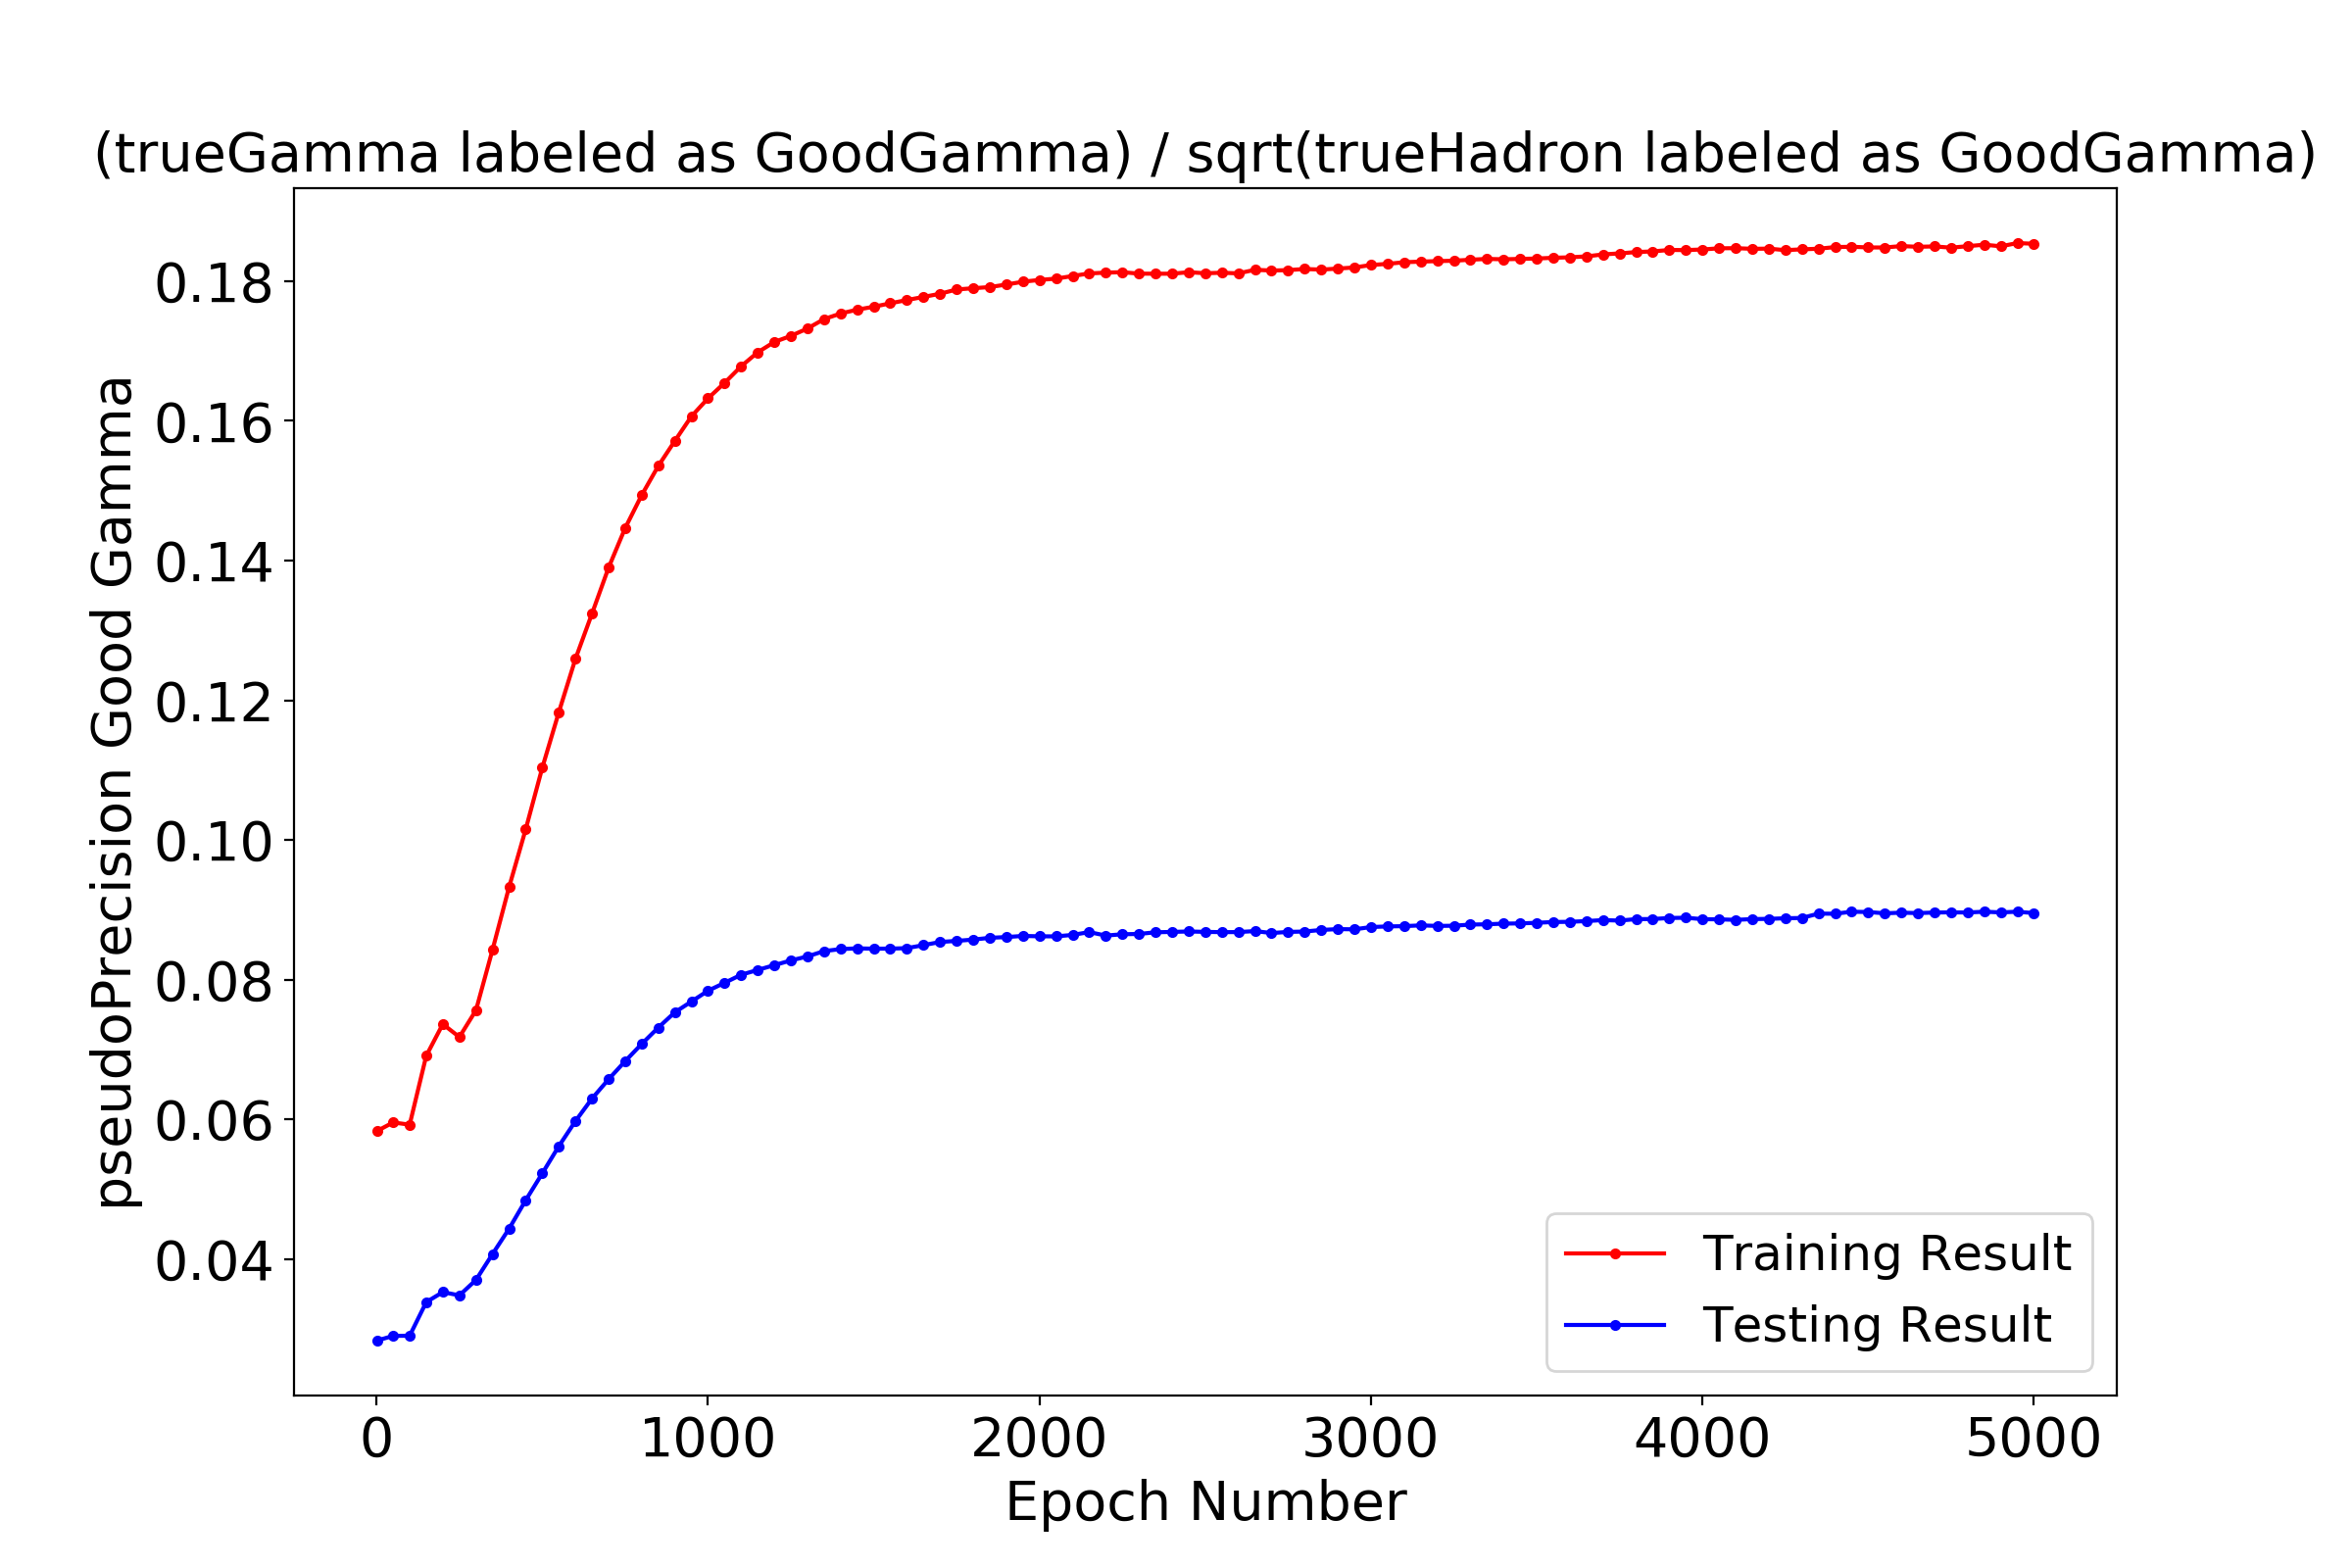 (trueGamma labeled as GoodGamma) / sqrt(trueHadron labeled as GoodGamma)
pseudoPrecision Good Gamma
0.18
0.16
0.14
0.12
0.10
0.08
0.06
0.04
Training Result
Testing Result
0 1000 2000 3000 4000 5000
Epoch Number